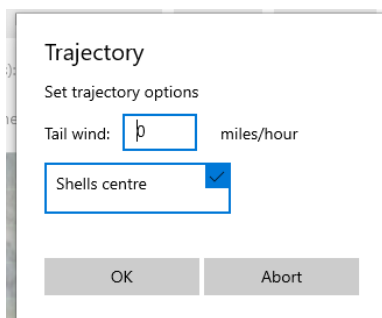 Trajectory
Set trajectory options
Tail wind: 0 miles/hour
Shells centre
OK Abort